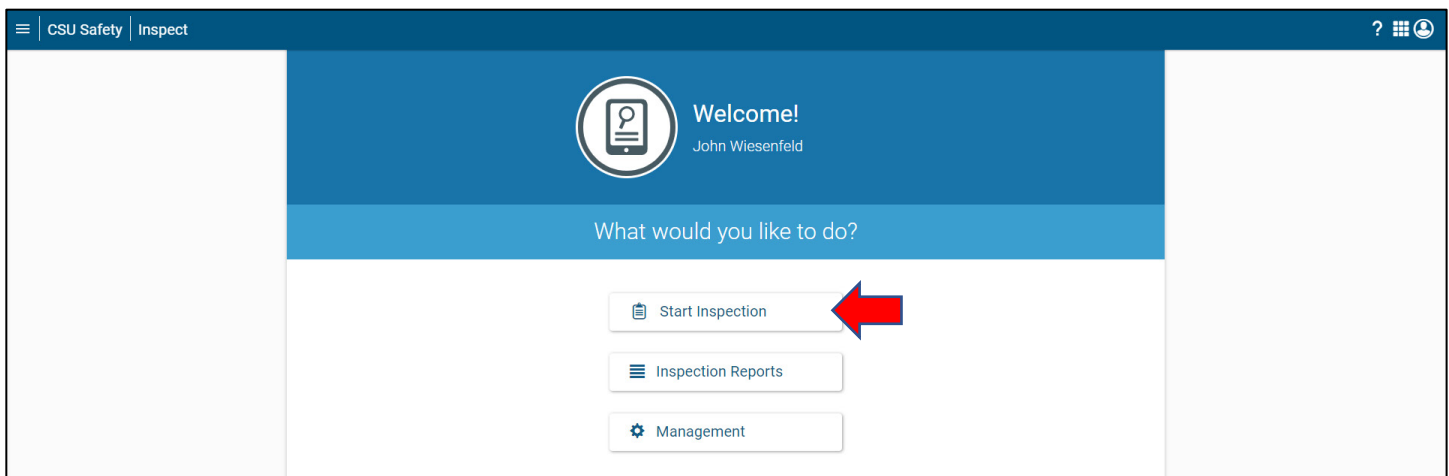 CSU Safety Inspect ?
Welcome!
John Wiesenfeld
What would you like to do?
Start Inspection
Inspection Reports
Management